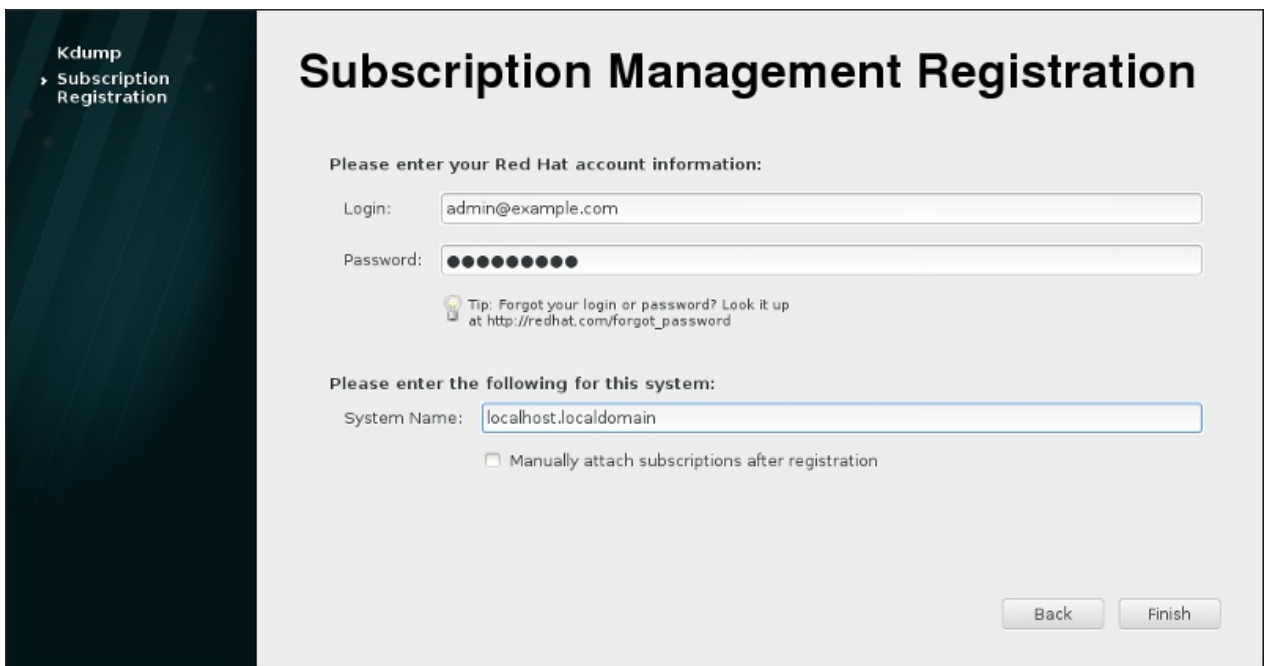 Kdump
Subscription
Registration
Subscription Management Registration
Please enter your Red Hat account information:
Login: admin@example.com
Password: ●●●●●●●●●
Tip: Forgot your login or password? Look it up
at http://redhat.com/forgot_password
Please enter the following for this system:
System Name: localhost.localdomain
Manually attach subscriptions after registration
Back Finish